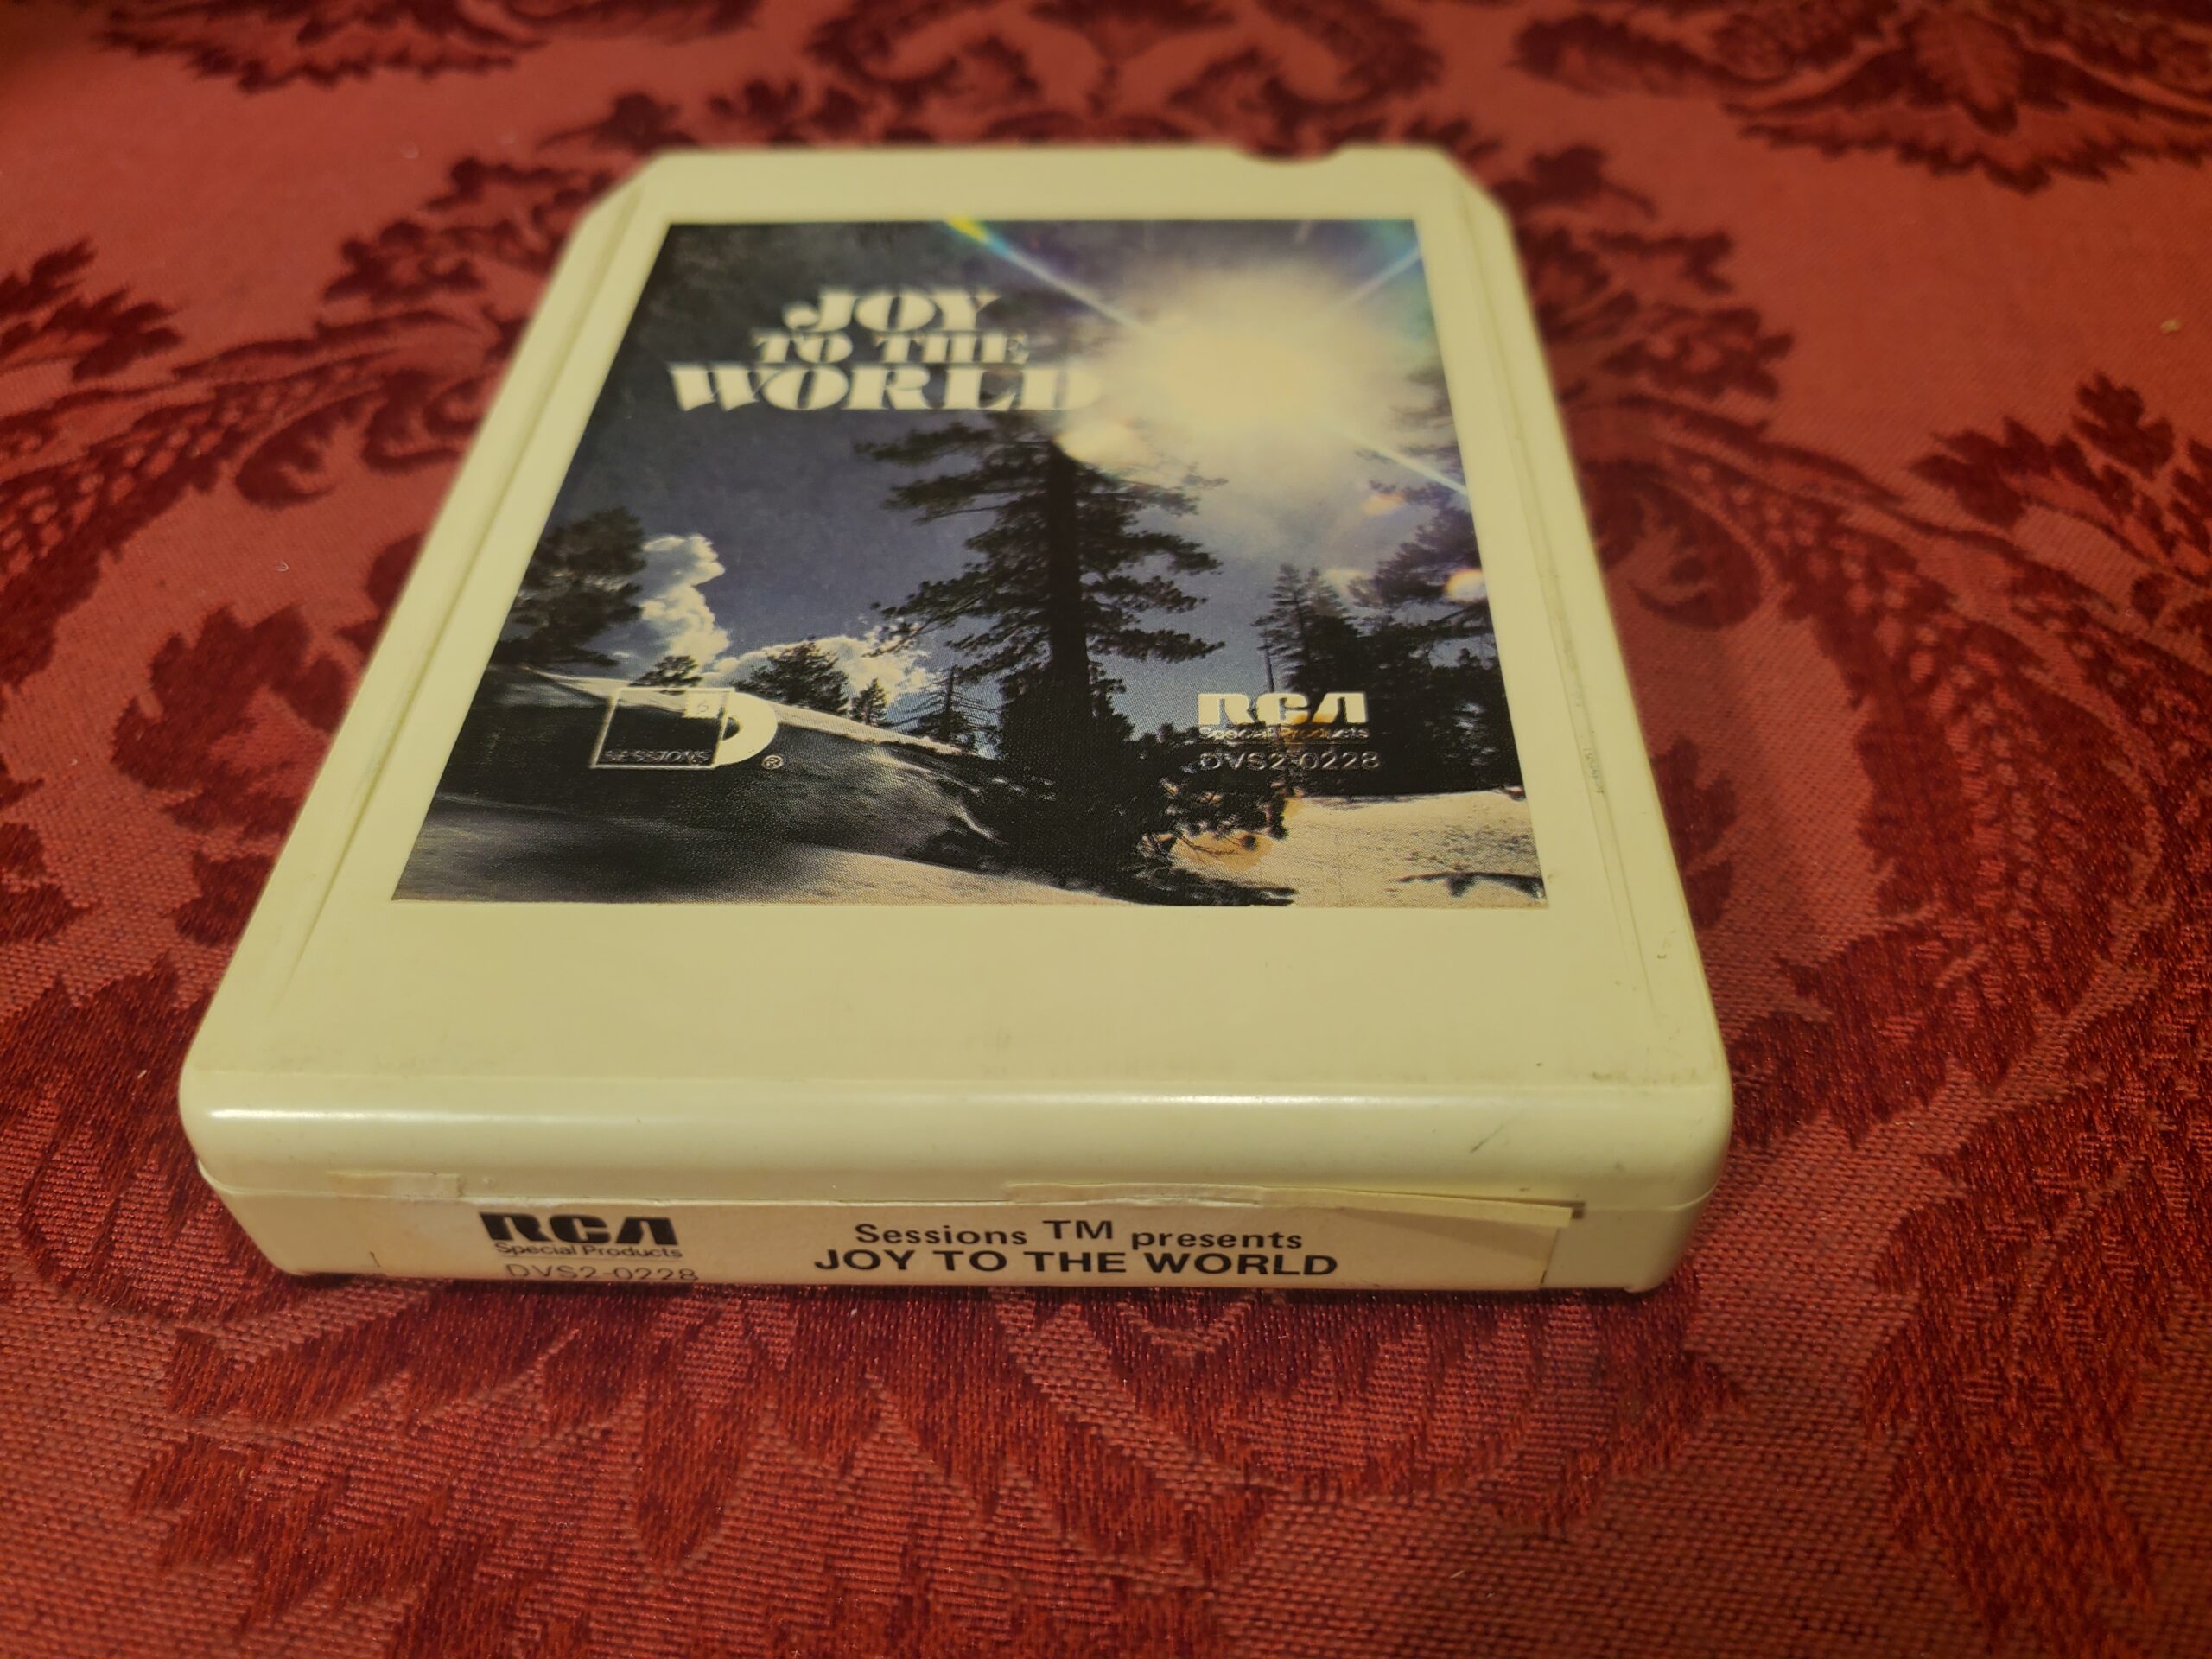 JOY
TO THE
WORLD
6
SESSIONS ®
RCA
Special Products
DVS2-0228
RCA
Special Products
DVS2-0228
Sessions TM presents
JOY TO THE WORLD